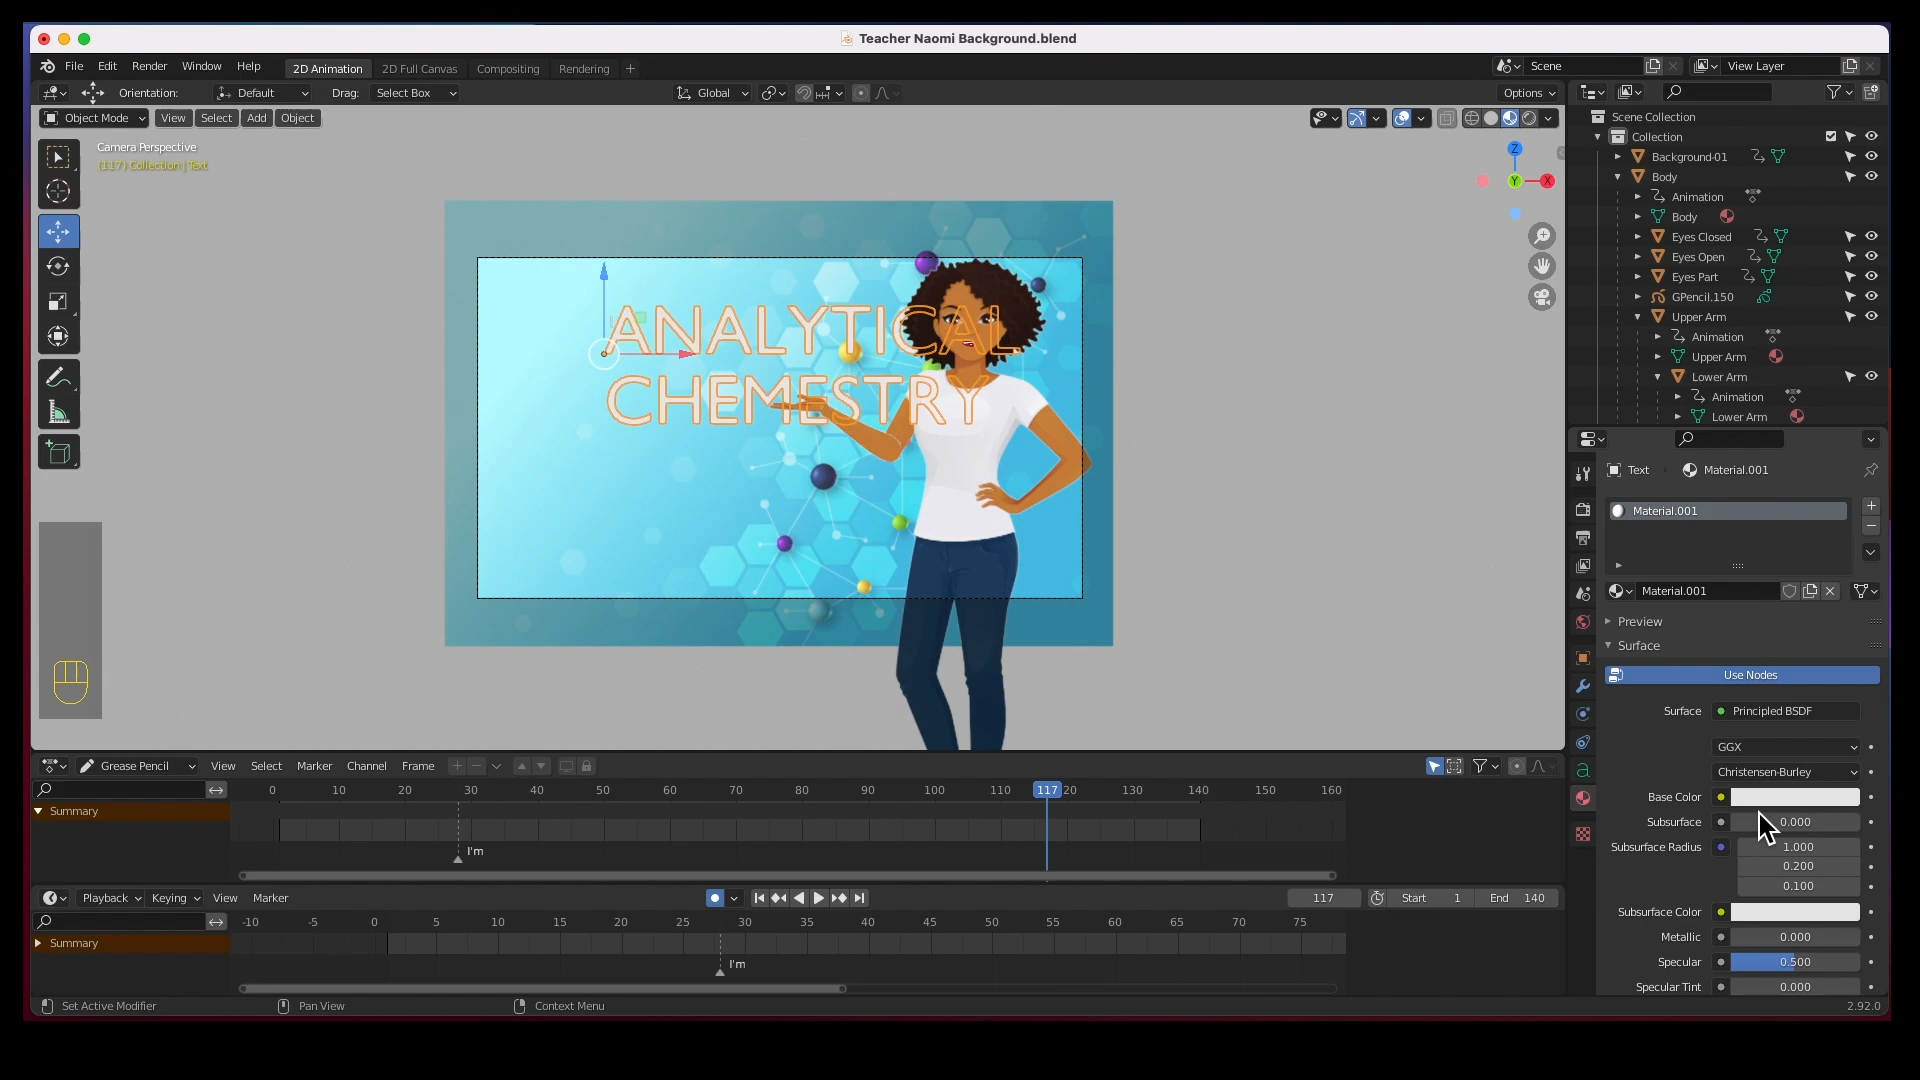 Teacher Naomi Background.blend
File Edit Render Window Help 2D Animation 2D Full Canvas Compositing Rendering + Scene View Layer
Orientation: Default Drag: Select Box Global Options
Object Mode View Select Add Object
Camera Perspective
(117) Collection | Text
Z
Y X
ANALYTICAL
CHEMESTRY
Scene Collection
Collection
Background-01
Body
Animation
Body
Eyes Closed
Eyes Open
Eyes Part
GPencil.150
Upper Arm
Animation
Upper Arm
Lower Arm
Animation
Lower Arm
Text Material.001
Material.001
Material.001
Preview
Surface
Use Nodes
Surface Principled BSDF
GGX
Christensen-Burley
Base Color
Subsurface 0.000
Subsurface Radius 1.000
0.200
0.100
Subsurface Color
Metallic 0.000
Specular 0.500
Specular Tint 0.000
Grease Pencil View Select Marker Channel Frame
0 10 20 30 40 50 60 70 80 90 100 110 117 20 130 140 150 160
Summary
I'm
Playback Keying View Marker 117 Start 1 End 140
-10 -5 0 5 10 15 20 25 30 35 40 45 50 55 60 65 70 75
Summary
I'm
Set Active Modifier Pan View Context Menu 2.92.0